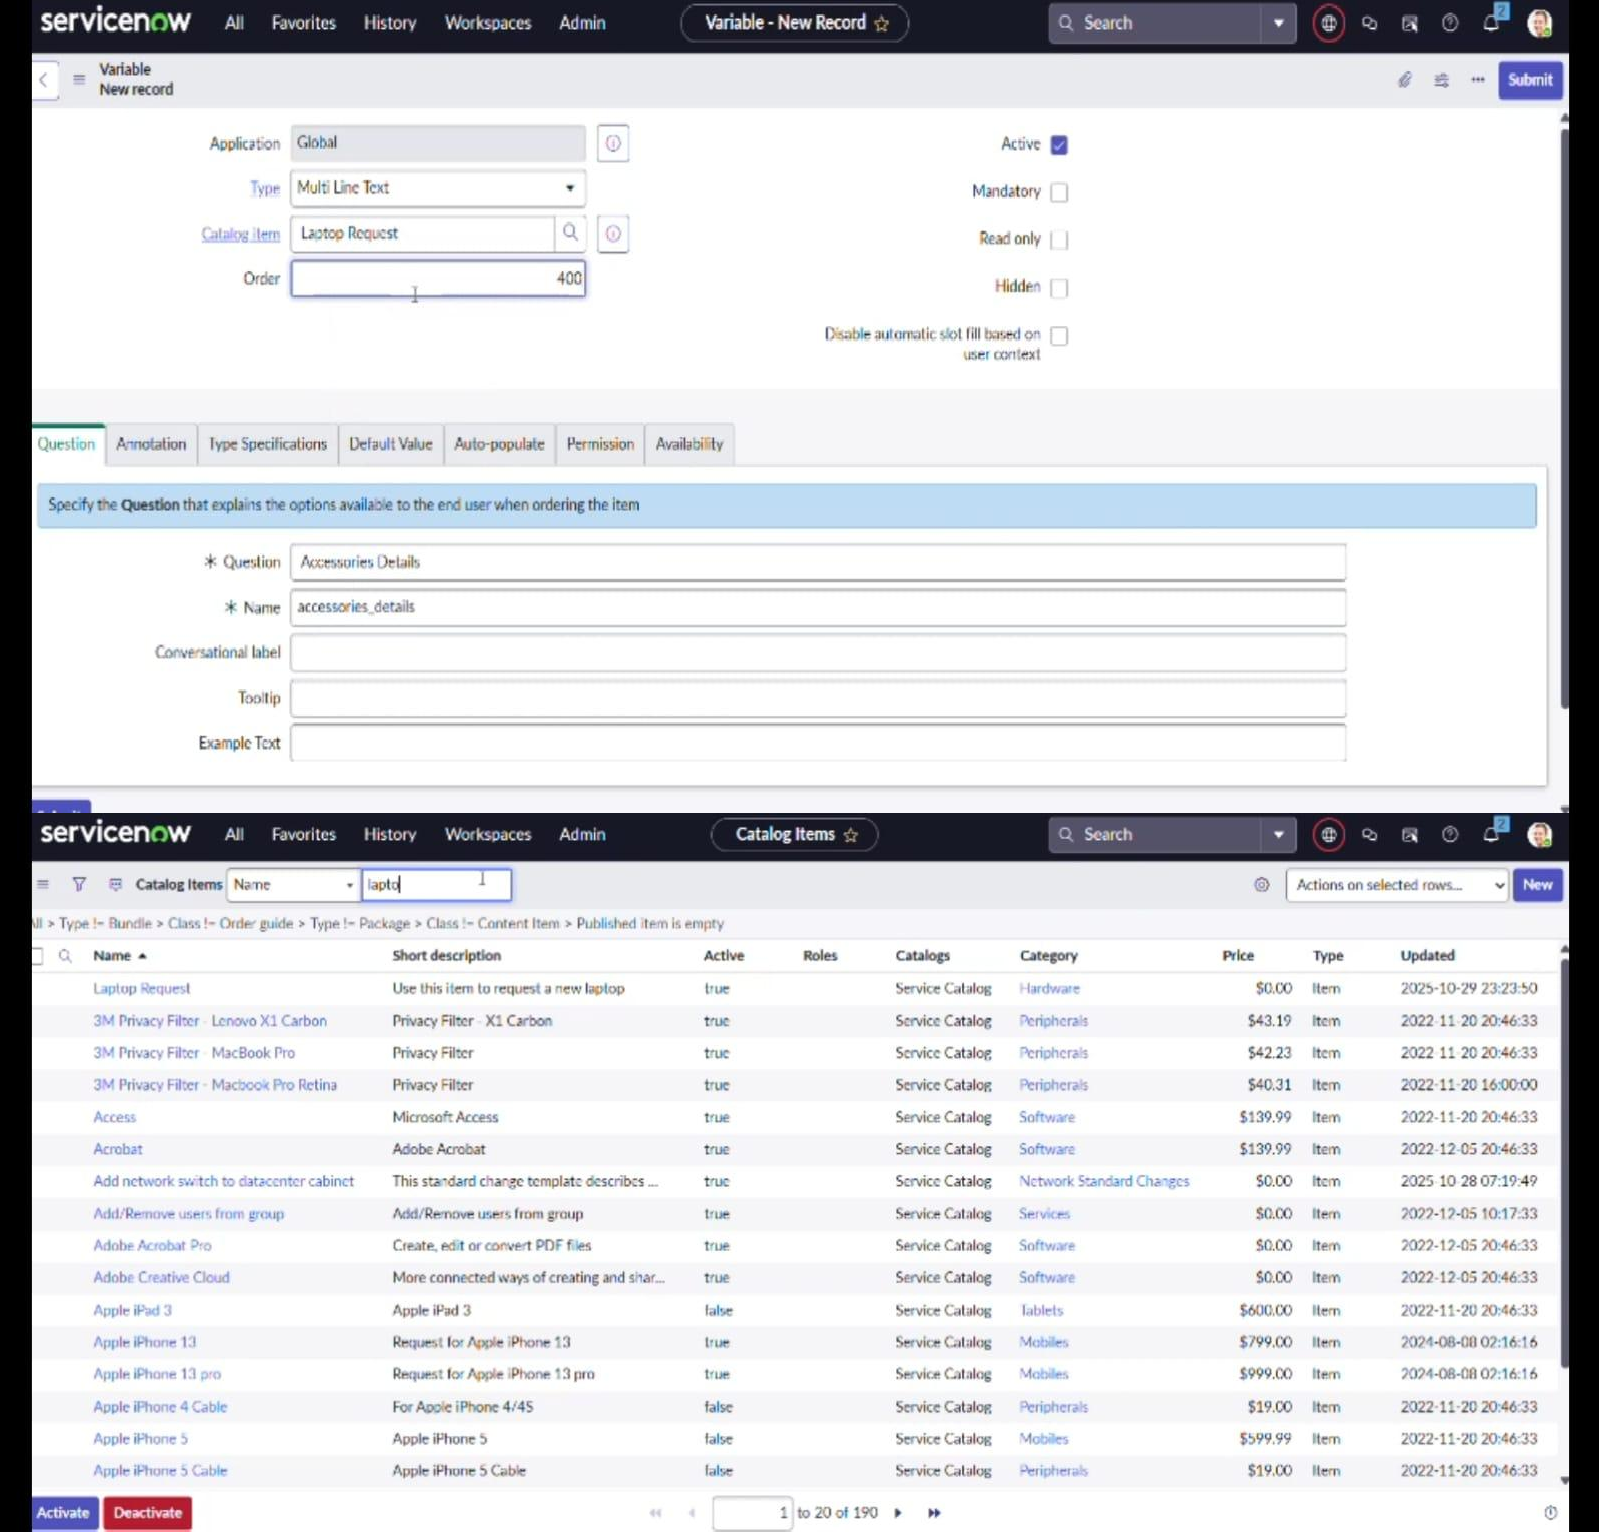 servicenow All Favorites History Workspaces Admin Variable - New Record Search 2
Variable
New record
Submit
Application Global
Type Multi Line Text
Catalog item Laptop Request
Order 400
Active
Mandatory
Read only
Hidden
Disable automatic slot fill based on
user context
Question Annotation Type Specifications Default Value Auto-populate Permission Availability
Specify the Question that explains the options available to the end user when ordering the item
* Question Accessories Details
* Name accessories_details
Conversational label
Tooltip
Example Text
servicenow All Favorites History Workspaces Admin Catalog Items Search 2
Catalog Items Name lapto Actions on selected rows... New
> Type != Bundle > Class != Order guide > Type != Package > Class != Content Item > Published item is empty
Name Short description Active Roles Catalogs Category Price Type Updated
Laptop Request Use this item to request a new laptop true Service Catalog Hardware $0.00 Item 2025-10-29 23:23:50
3M Privacy Filter - Lenovo X1 Carbon Privacy Filter - X1 Carbon true Service Catalog Peripherals $43.19 Item 2022-11-20 20:46:33
3M Privacy Filter - MacBook Pro Privacy Filter true Service Catalog Peripherals $42.23 Item 2022-11-20 20:46:33
3M Privacy Filter - Macbook Pro Retina Privacy Filter true Service Catalog Peripherals $40.31 Item 2022-11-20 16:00:00
Access Microsoft Access true Service Catalog Software $139.99 Item 2022-11-20 20:46:33
Acrobat Adobe Acrobat true Service Catalog Software $139.99 Item 2022-12-05 20:46:33
Add network switch to datacenter cabinet This standard change template describes ... true Service Catalog Network Standard Changes $0.00 Item 2025-10-28 07:19:49
Add/Remove users from group Add/Remove users from group true Service Catalog Services $0.00 Item 2022-12-05 10:17:33
Adobe Acrobat Pro Create, edit or convert PDF files true Service Catalog Software $0.00 Item 2022-12-05 20:46:33
Adobe Creative Cloud More connected ways of creating and shar... true Service Catalog Software $0.00 Item 2022-12-05 20:46:33
Apple iPad 3 Apple iPad 3 false Service Catalog Tablets $600.00 Item 2022-11-20 20:46:33
Apple iPhone 13 Request for Apple iPhone 13 true Service Catalog Mobiles $799.00 Item 2024-08-08 02:16:16
Apple iPhone 13 pro Request for Apple iPhone 13 pro true Service Catalog Mobiles $999.00 Item 2024-08-08 02:16:16
Apple iPhone 4 Cable For Apple iPhone 4/4S false Service Catalog Peripherals $19.00 Item 2022-11-20 20:46:33
Apple iPhone 5 Apple iPhone 5 false Service Catalog Mobiles $599.99 Item 2022-11-20 20:46:33
Apple iPhone 5 Cable Apple iPhone 5 Cable false Service Catalog Peripherals $19.00 Item 2022-11-20 20:46:33
Activate Deactivate 1 to 20 of 190